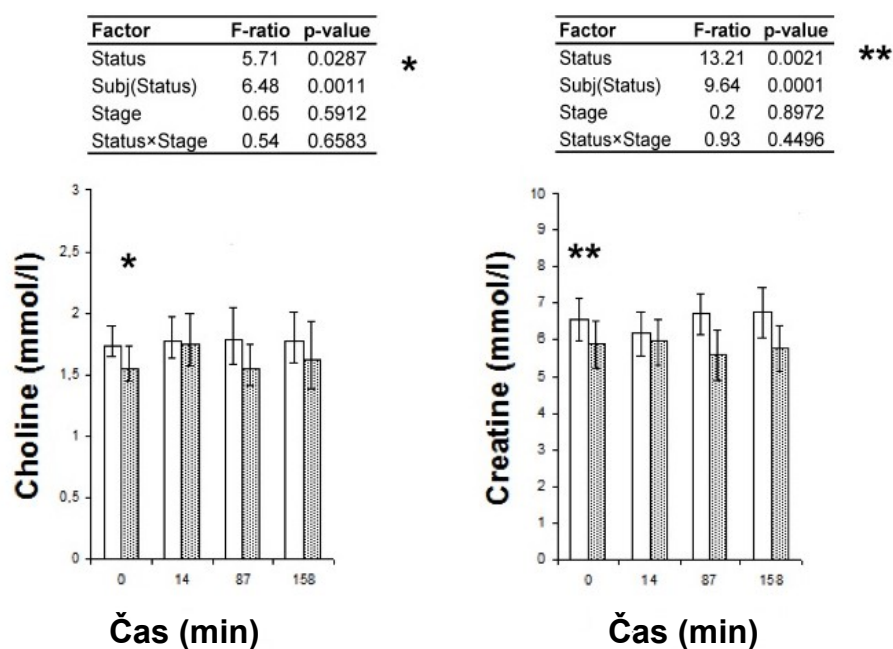 Factor F-ratio p-value
Status 5.71 0.0287
Subj(Status) 6.48 0.0011
Stage 0.65 0.5912
Status×Stage 0.54 0.6583
*
Choline (mmol/l)
3
2,5
2
1,5
1
0,5
0
*
0 14 87 158
Čas (min)
Factor F-ratio p-value
Status 13.21 0.0021
Subj(Status) 9.64 0.0001
Stage 0.2 0.8972
Status×Stage 0.93 0.4496
**
Creatine (mmol/l)
10
9
8
7
6
5
4
3
2
1
0
**
0 14 87 158
Čas (min)